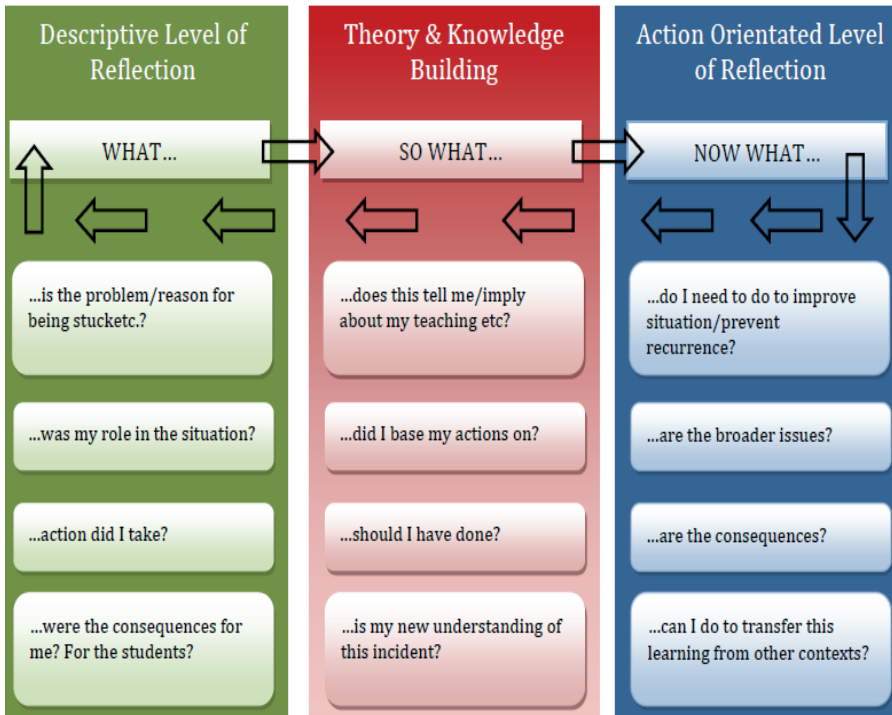 Descriptive Level of
Reflection
WHAT...
...is the problem/reason for
being stucketc.?
...was my role in the situation?
...action did I take?
...were the consequences for
me? For the students?
Theory & Knowledge
Building
SO WHAT...
...does this tell me/imply
about my teaching etc?
...did I base my actions on?
...should I have done?
...is my new understanding of
this incident?
Action Orientated Level
of Reflection
NOW WHAT...
...do I need to do to improve
situation/prevent
recurrence?
...are the broader issues?
...are the consequences?
...can I do to transfer this
learning from other contexts?